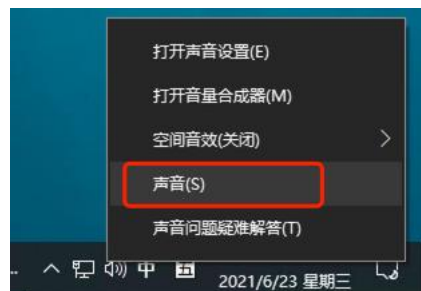 打开声音设置(E)
打开音量合成器(M)
空间音效(关闭)
声音(S)
声音问题疑难解答(T)
中 五
2021/6/23 星期三